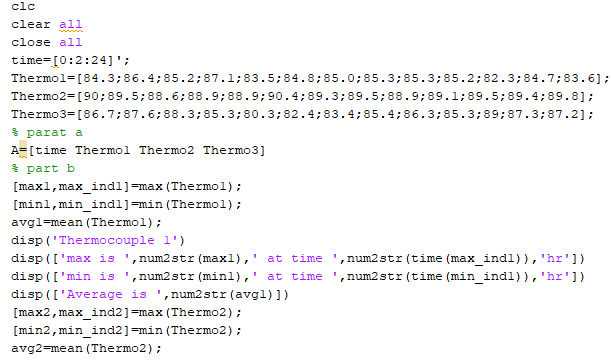 clc
clear all
close all
time=[0:2:24]';
Thermo1=[84.3;86.4;85.2;87.1;83.5;84.8;85.0;85.3;85.3;85.2;82.3;84.7;83.6];
Thermo2=[90;89.5;88.6;88.9;88.9;90.4;89.3;89.5;88.9;89.1;89.5;89.4;89.8];
Thermo3=[86.7;87.6;88.3;85.3;80.3;82.4;83.4;85.4;86.3;85.3;89;87.3;87.2];
% parat a
A=[time Thermo1 Thermo2 Thermo3]
% part b
[max1,max_ind1]=max(Thermo1);
[min1,min_ind1]=min(Thermo1);
avg1=mean(Thermo1);
disp('Thermocouple 1')
disp(['max is ',num2str(max1),' at time ',num2str(time(max_ind1)),'hr'])
disp(['min is ',num2str(min1),' at time ',num2str(time(min_ind1)),'hr'])
disp(['Average is ',num2str(avg1)])
[max2,max_ind2]=max(Thermo2);
[min2,min_ind2]=min(Thermo2);
avg2=mean(Thermo2);